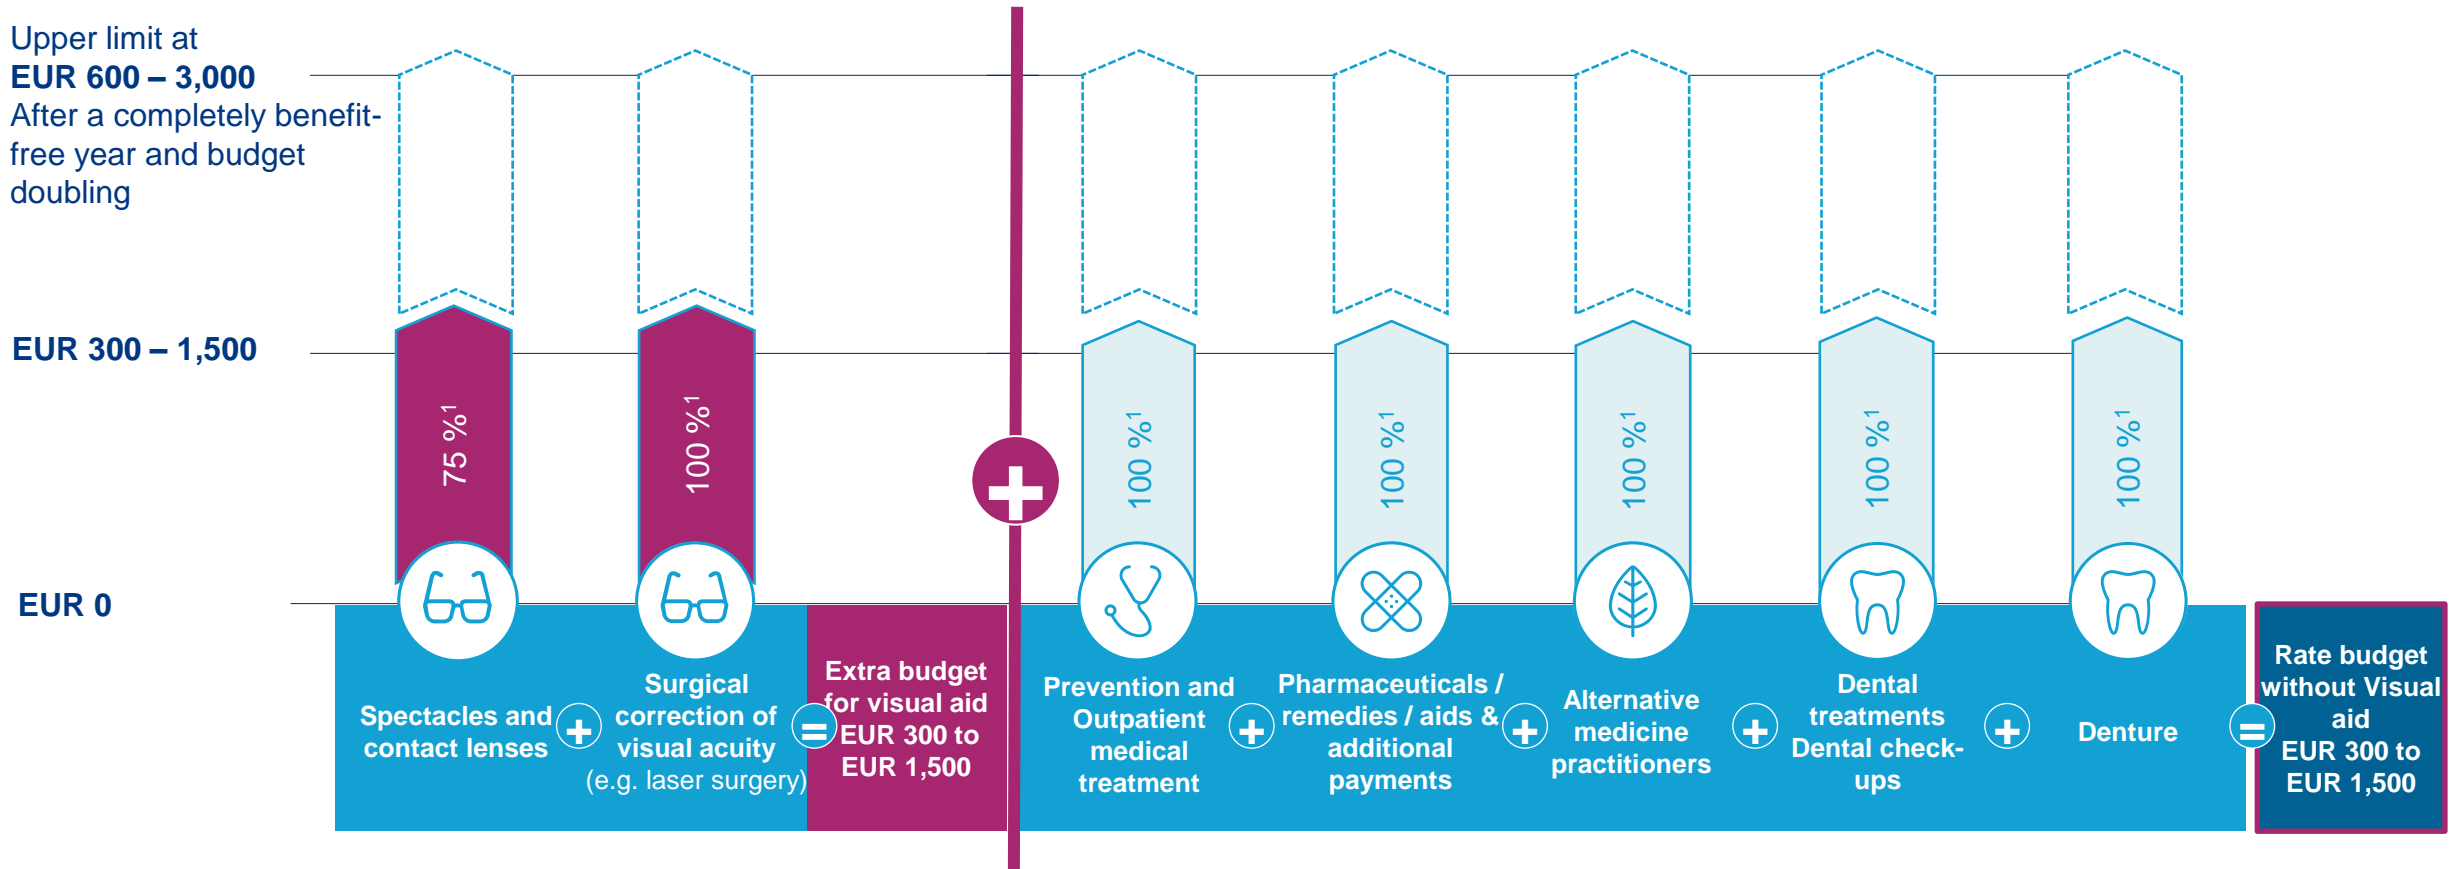 Upper limit at
EUR 600 – 3,000
After a completely benefit-
free year and budget
doubling
EUR 300 – 1,500
EUR 0
75 %¹
100 %¹
100 %¹
100 %¹
100 %¹
100 %¹
100 %¹
Spectacles and
contact lenses
+
Surgical
correction of
visual acuity
(e.g. laser surgery)
=
Extra budget
for visual aid
EUR 300 to
EUR 1,500
+
Prevention and
Outpatient
medical
treatment
+
Pharmaceuticals /
remedies / aids &
additional
payments
+
Alternative
medicine
practitioners
+
Dental
treatments
Dental check-
ups
+
Denture
=
Rate budget
without Visual
aid
EUR 300 to
EUR 1,500